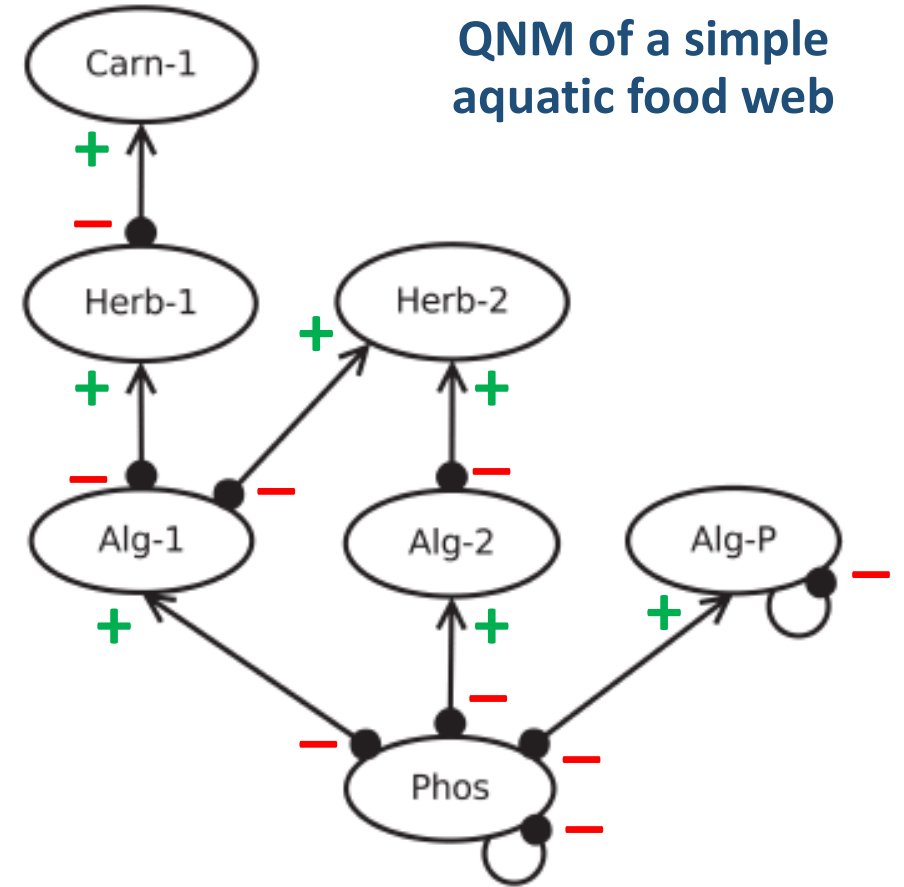 QNM of a simple
aquatic food web
Carn-1
+
−
Herb-1
Herb-2
+
+
+
−
−
−
Alg-1
Alg-2
Alg-P
−
+
+
+
−
−
−
Phos
−